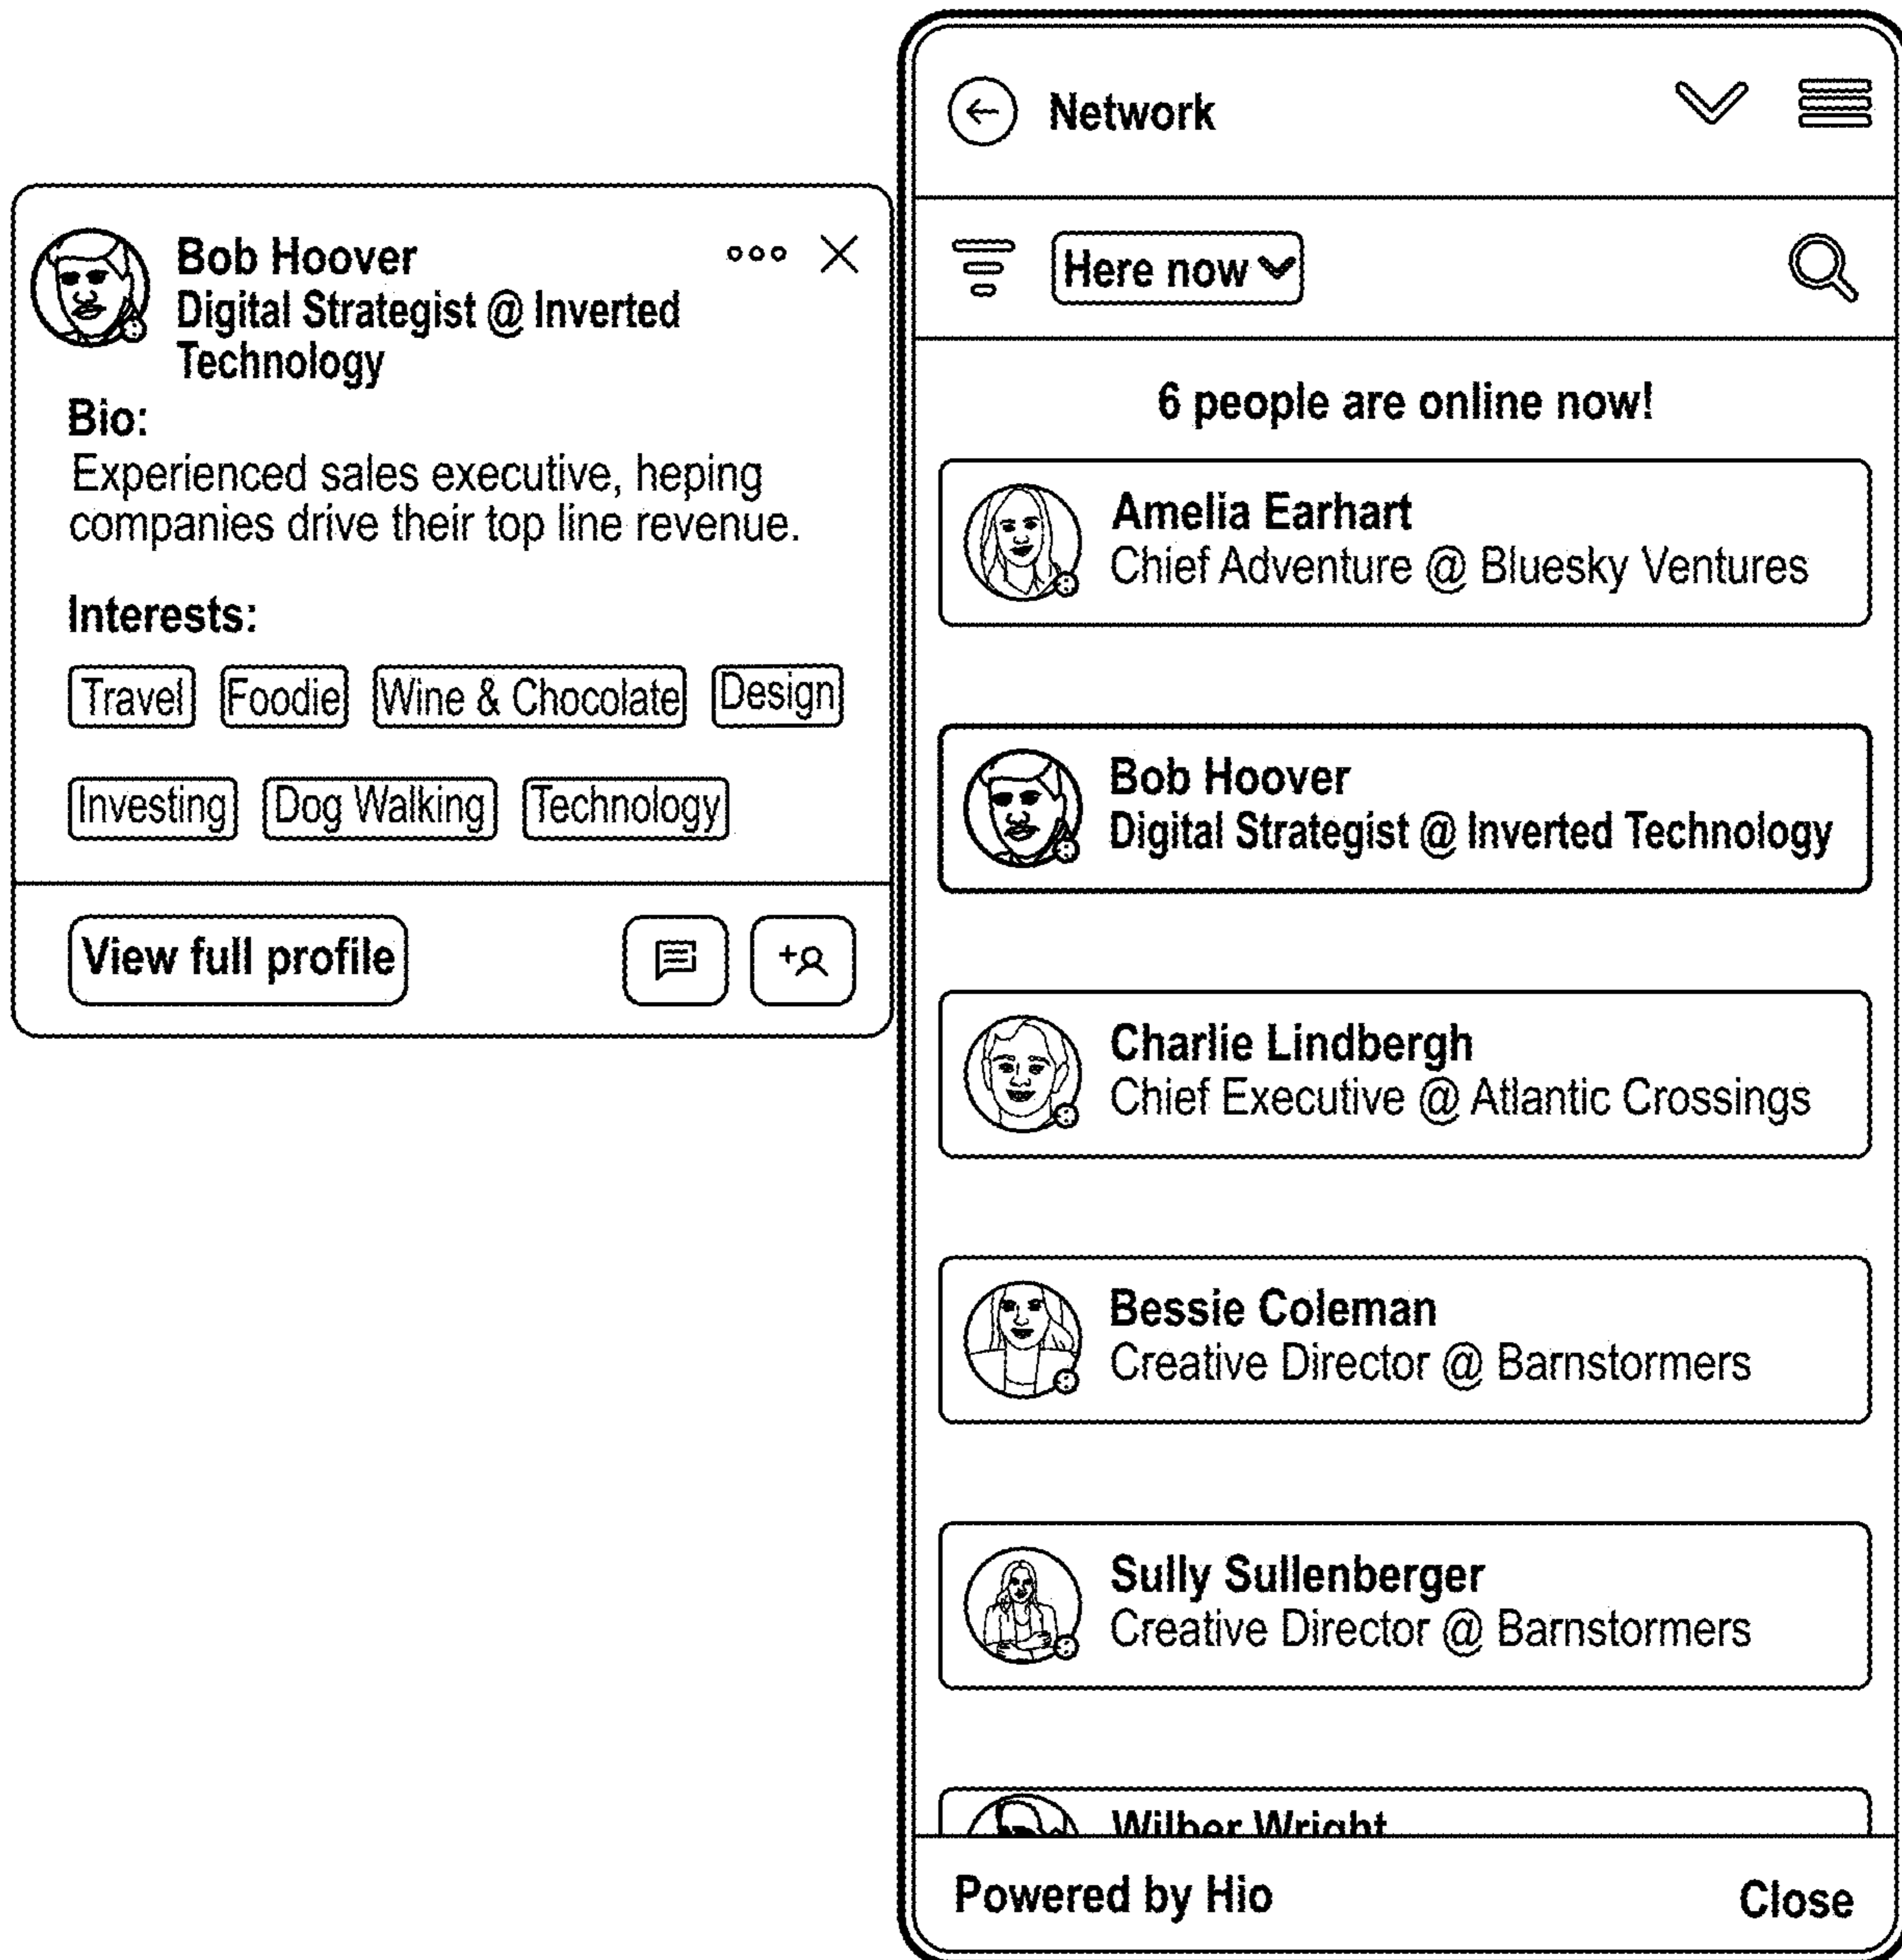 Bob Hoover
Digital Strategist @ Inverted
Technology
Bio:
Experienced sales executive, heping
companies drive their top line revenue.
Interests:
Travel Foodie Wine & Chocolate Design
Investing Dog Walking Technology
View full profile
Network
Here now
6 people are online now!
Amelia Earhart
Chief Adventure @ Bluesky Ventures
Bob Hoover
Digital Strategist @ Inverted Technology
Charlie Lindbergh
Chief Executive @ Atlantic Crossings
Bessie Coleman
Creative Director @ Barnstormers
Sully Sullenberger
Creative Director @ Barnstormers
Wilber Wright
Powered by Hio
Close